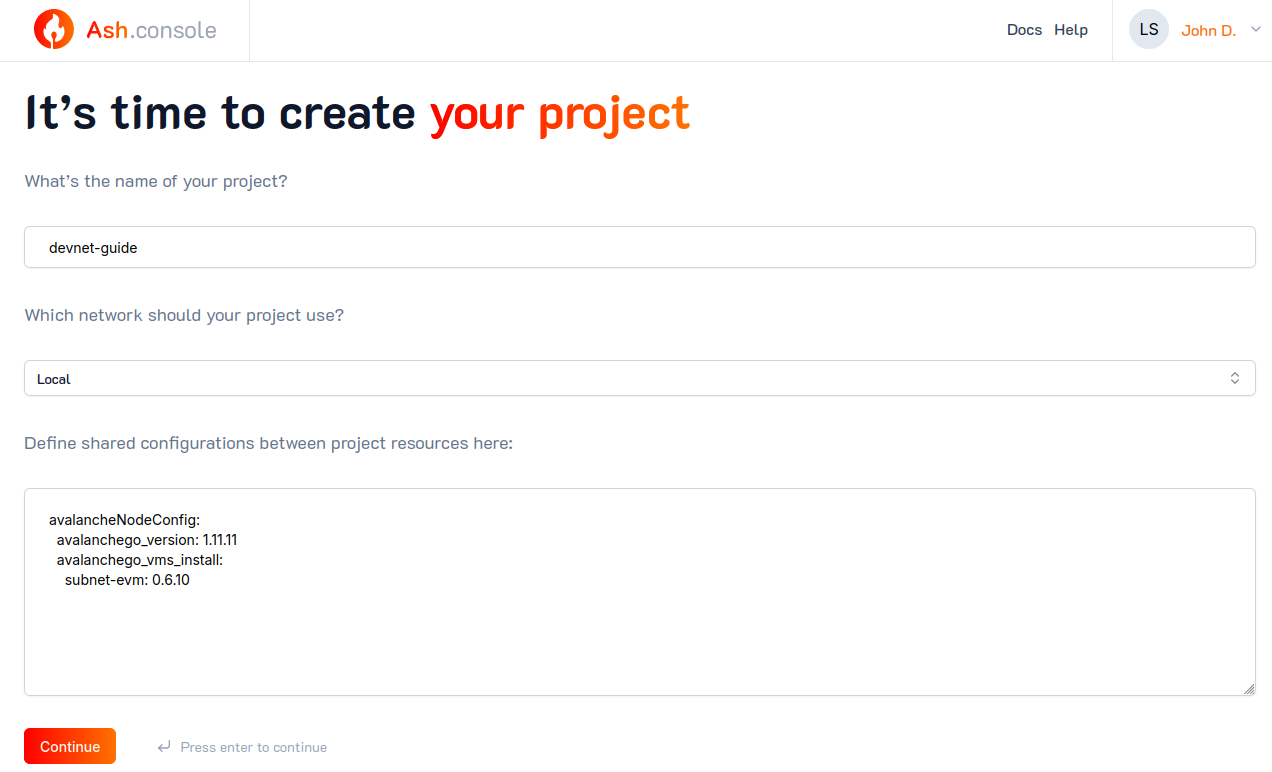 Ash.console
Docs Help
LS John D.
It's time to create your project
What's the name of your project?
devnet-guide
Which network should your project use?
Local
Define shared configurations between project resources here:
avalancheNodeConfig:
  avalanchego_version: 1.11.11
  avalanchego_vms_install:
    subnet-evm: 0.6.10
Continue
Press enter to continue